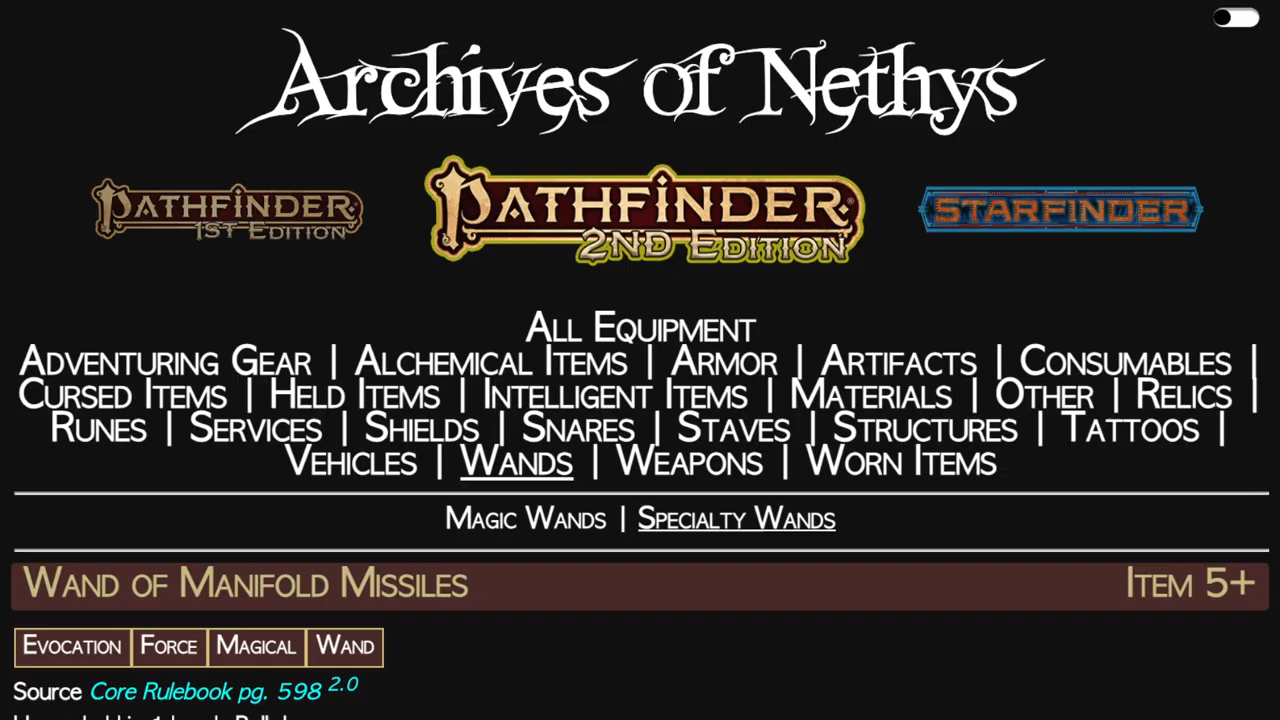 Archives of Nethys
PATHFINDER
1ST EDITION
PATHFINDER
2ND EDITION
STARFINDER
ALL EQUIPMENT
ADVENTURING GEAR | ALCHEMICAL ITEMS | ARMOR | ARTIFACTS | CONSUMABLES |
CURSED ITEMS | HELD ITEMS | INTELLIGENT ITEMS | MATERIALS | OTHER | RELICS |
RUNES | SERVICES | SHIELDS | SNARES | STAVES | STRUCTURES | TATTOOS |
VEHICLES | WANDS | WEAPONS | WORN ITEMS
MAGIC WANDS | SPECIALTY WANDS
WAND OF MANIFOLD MISSILES ITEM 5+
EVOCATION FORCE MAGICAL WAND
Source Core Rulebook pg. 598 2.0